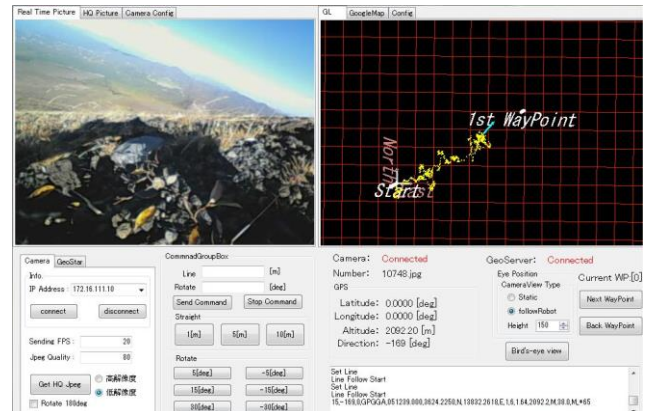 Real Time Picture HQ Picture Camera Config
GL GoogleMap Config
1st WayPoint
North
Start
East
Camera GeoStar
Info.
IP Address : 172.16.111.10
connect disconnect
Sending FPS : 20
Jpeg Quality : 80
Get HQ Jpeg
高解像度
低解像度
Rotate 180deg
CommnadGroupBox
Line [m]
Rotate [deg]
Send Command Stop Command
Straight
1[m] 5[m] 10[m]
Rotate
5[deg] -5[deg]
15[deg] -15[deg]
30[deg] -30[deg]
Camera: Connected
Number: 10748.jpg
GPS
Latitude: 0.0000 [deg]
Longitude: 0.0000 [deg]
Altitude: 2092.20 [m]
Direction: -169 [deg]
GeoServer: Connected
Eye Position
CameraView Type
Static
followRobot
Height 150
Current WP:[0]
Next WayPoint
Back WayPoint
Bird's-eye view
Set Line
Line Follow Start
Set Line
Line Follow Start